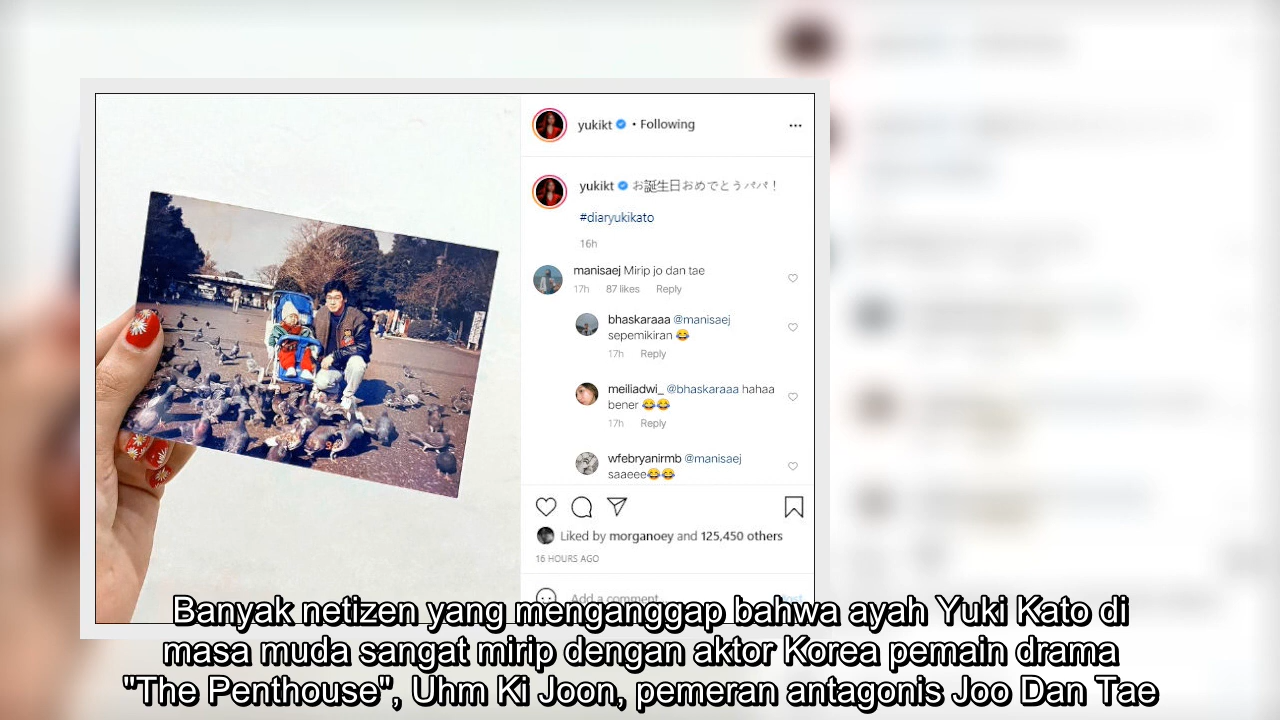 yukikt • Following
yukikt お誕生日おめでとうパパ！
#diaryukikato
16h
manisaej Mirip jo dan tae
17h 87 likes Reply
bhaskaraaa @manisaej
sepemikiran 😂
17h Reply
meiliadwi_ @bhaskaraaa hahaa
bener 😂😂
17h Reply
wfebryanirmb @manisaej
saaeee😂😂
Liked by morganoey and 125,450 others
16 HOURS AGO
Add a comment... Post
Banyak netizen yang menganggap bahwa ayah Yuki Kato di
masa muda sangat mirip dengan aktor Korea pemain drama
"The Penthouse", Uhm Ki Joon, pemeran antagonis Joo Dan Tae